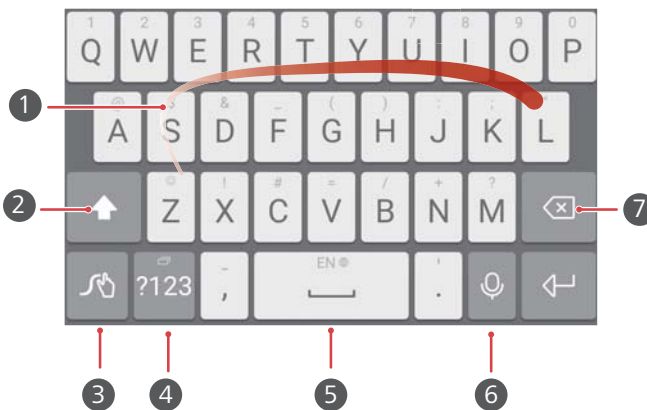 1 2 3 4 5 6 7 8 9 0
Q W E R T Y U I O P
1
@ $ & _ ( ) : ; "
A S D F G H J K L
! # = / + ?
2
Z X C V B N M
7
EN
?123 , - . '
3 4 5 6